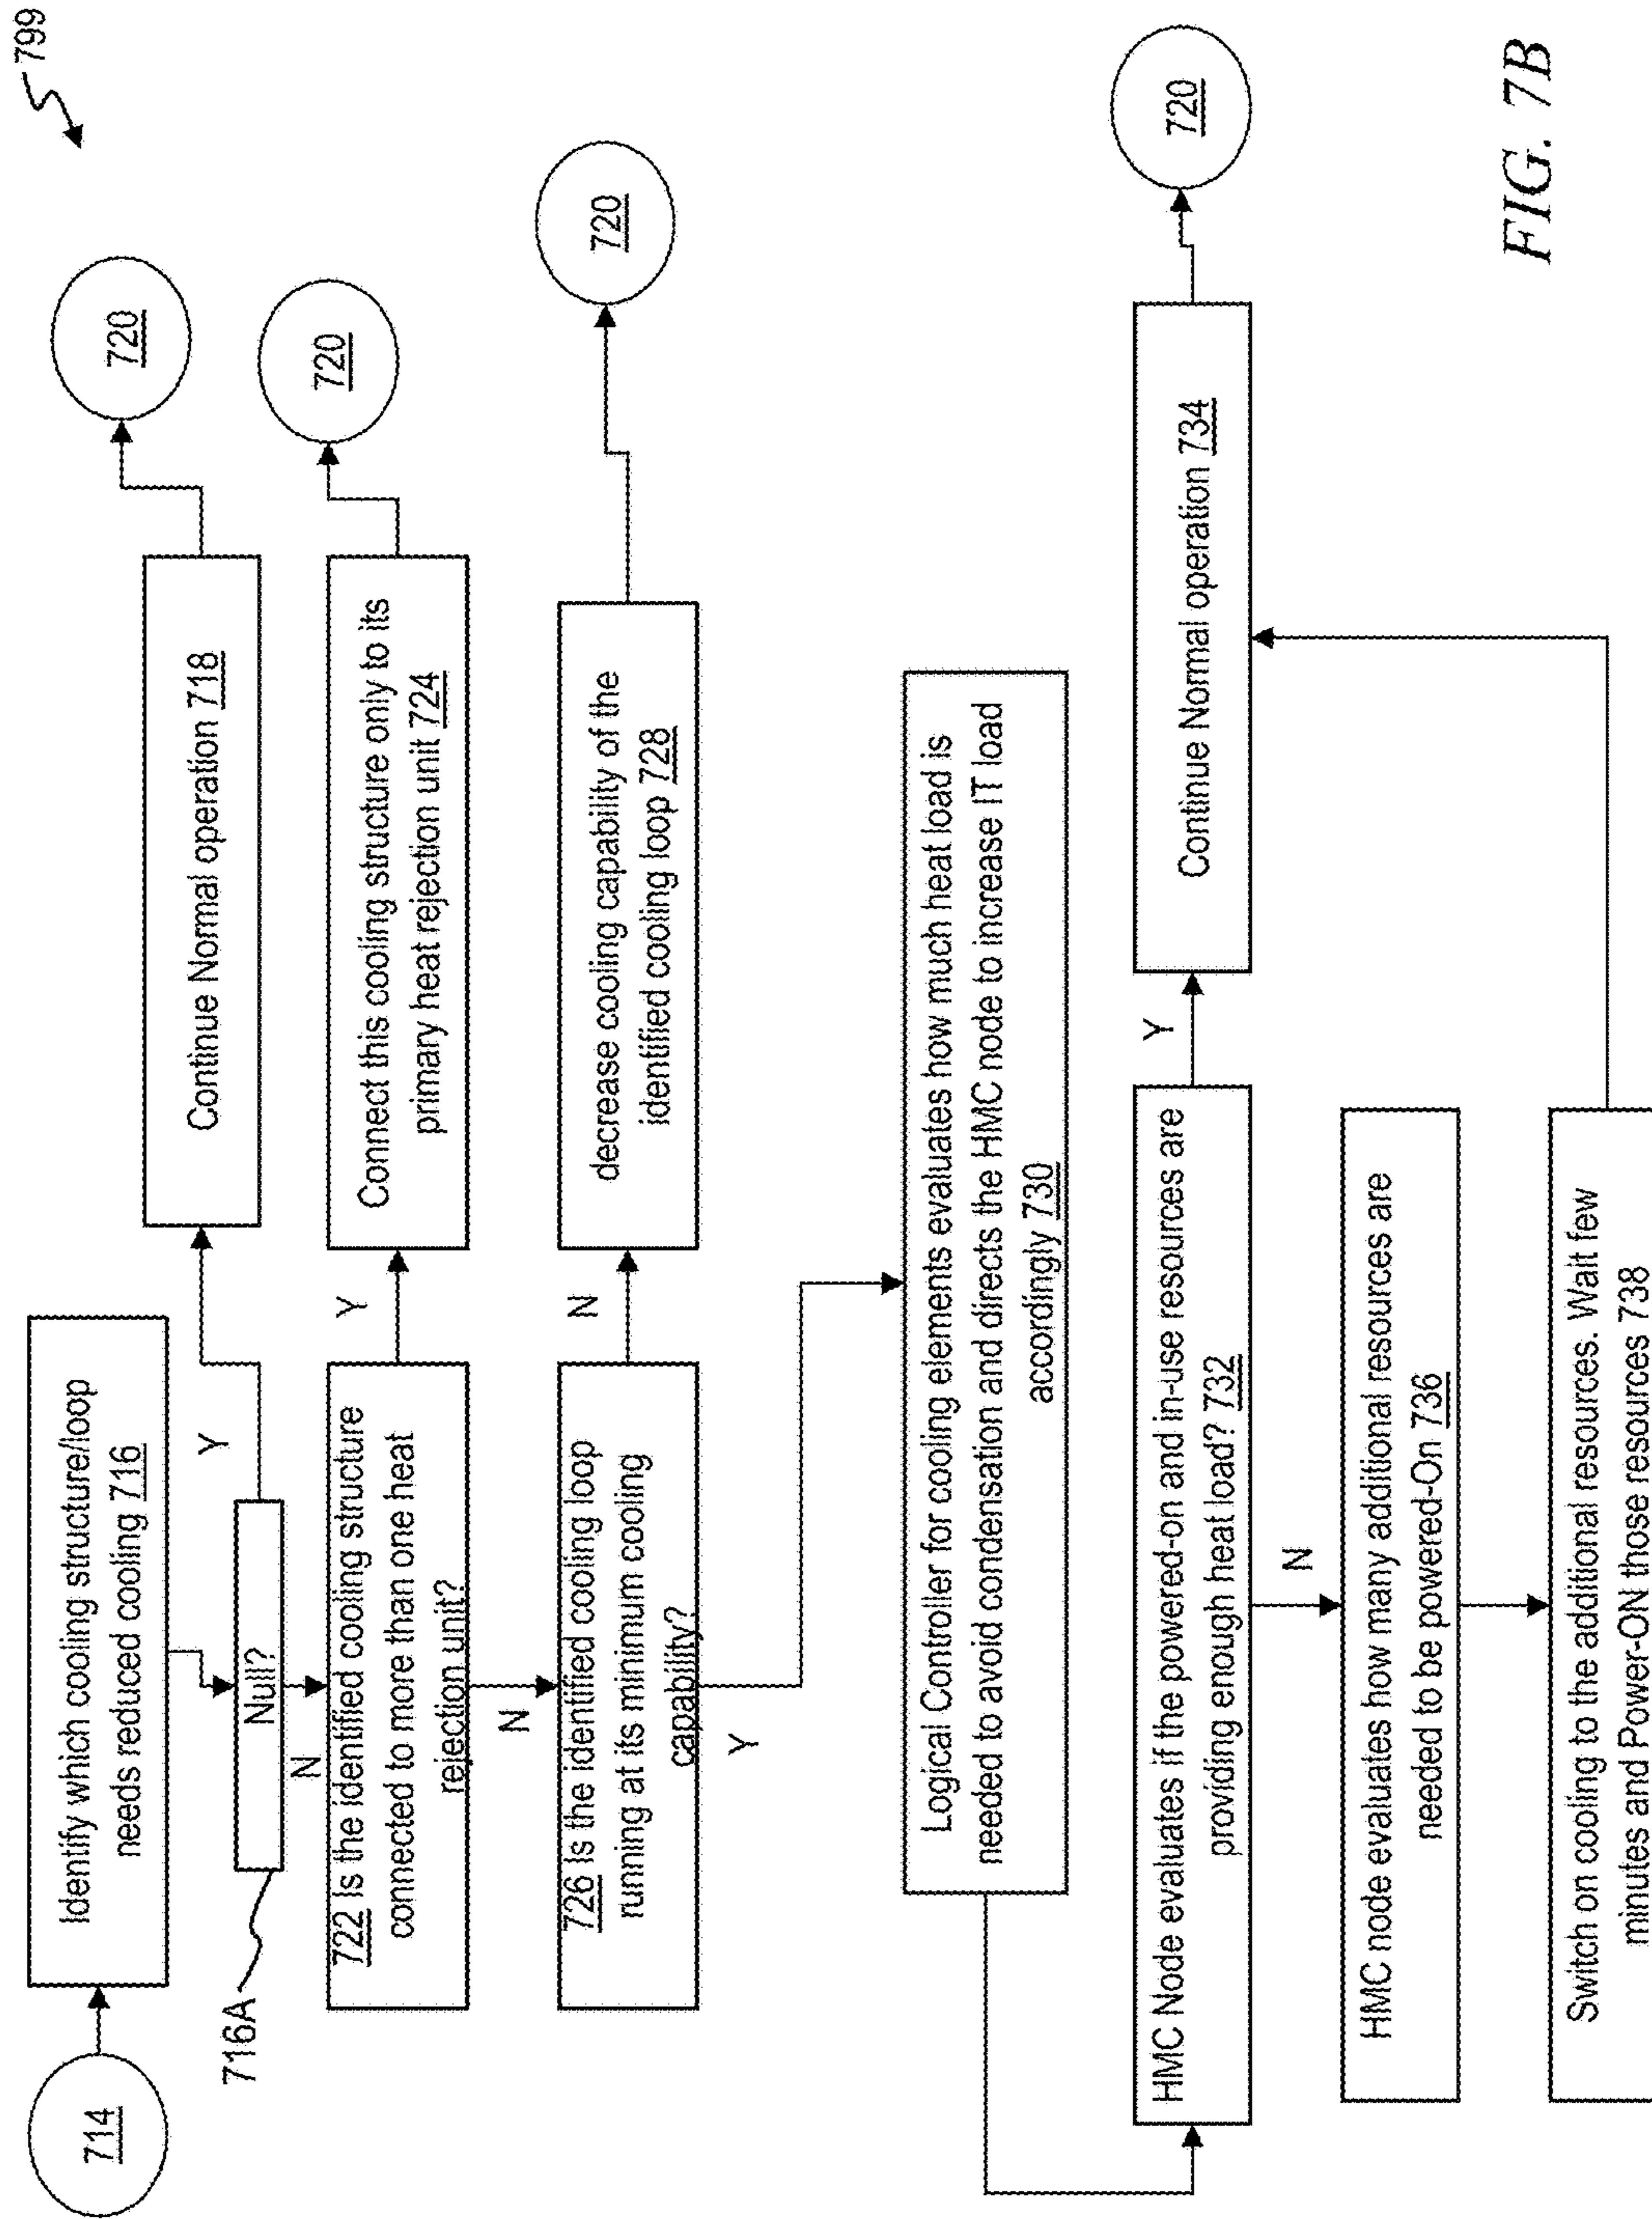 799
714
Identify which cooling structure/loop
needs reduced cooling 716
716A
Null?
Y
Continue Normal operation 718
720
N
722 Is the identified cooling structure
connected to more than one heat
rejection unit?
Y
Connect this cooling structure only to its
primary heat rejection unit 724
720
N
726 Is the identified cooling loop
running at its minimum cooling
capability?
N
decrease cooling capability of the
identified cooling loop 728
720
Y
Logical Controller for cooling elements evaluates how much heat load is
needed to avoid condensation and directs the HMC node to increase IT load
accordingly 730
HMC Node evaluates if the powered-on and in-use resources are
providing enough heat load? 732
Y
Continue Normal operation 734
720
N
HMC node evaluates how many additional resources are
needed to be powered-On 736
Switch on cooling to the additional resources. Wait few
minutes and Power-ON those resources 738
FIG. 7B